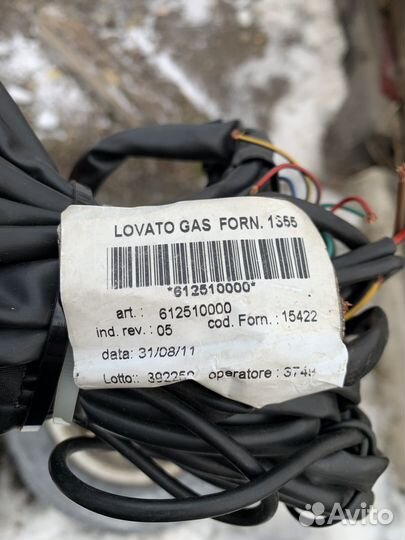 LOVATO GAS FORN. 1355
*612510000*
art.: 612510000
ind. rev.: 05 cod. Forn.: 15422
data: 31/08/11
Lotto:: 392250 operatore :
Avito